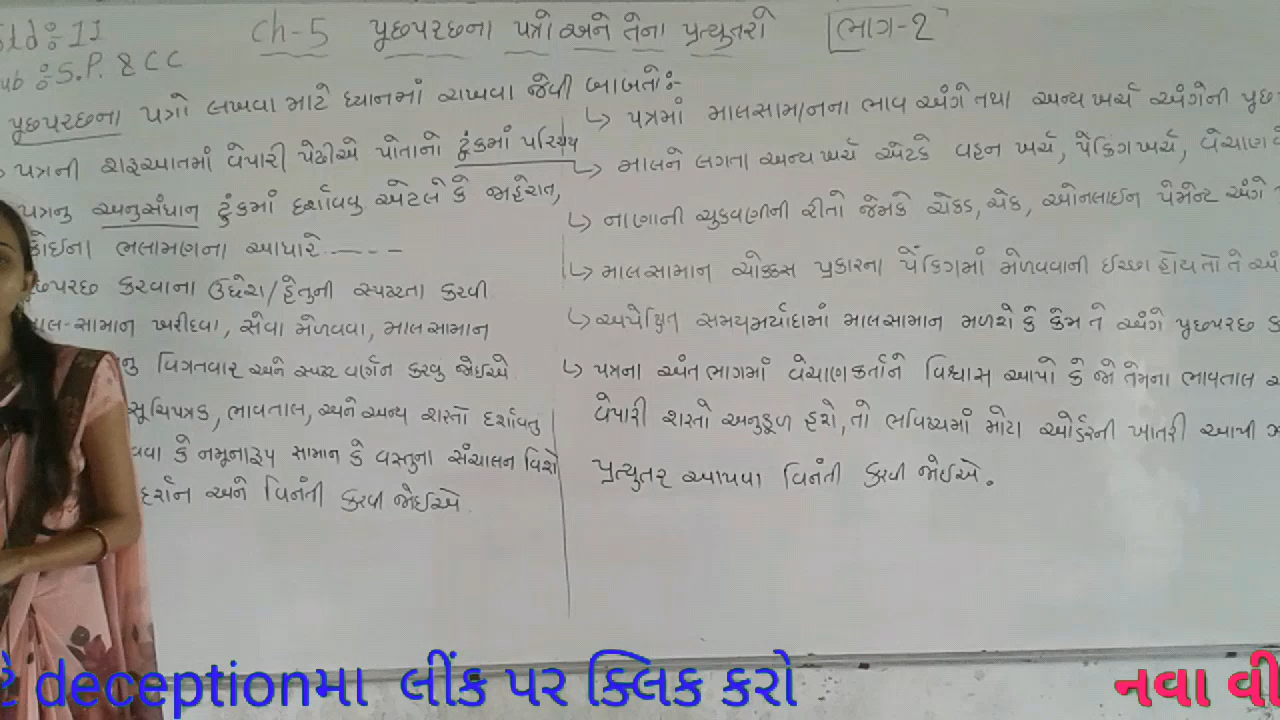 Std : 11
Sub : S.P. & CC
Ch-5 પૂછપરછના પત્રો અને તેના પ્રત્યુતરો
ભાગ-2
પૂછપરછના પત્રો લખવા માટે ધ્યાનમાં રાખવા જેવી બાબતો :-
પત્રની શરૂઆતમાં વેપારી પેઢીએ પોતાનો ટુંકમાં પરિચય
પત્રનુ અનુસંધાન ટુંકમાં દર્શાવવુ એટલે કે જાહેરાત,
કોઈના ભલામણના આધારે -----
પૂછપરછ કરવાના ઉદ્દેશ/હેતુની સ્પષ્ટતા કરવી
માલ-સામાન ખરીદવા, સેવા મેળવવા, માલસામાન
નુ વિગતવાર અને સ્પષ્ટ વર્ણન કરવુ જોઈએ
સૂચિપત્રક, ભાવતાલ, અને અન્ય શરતો દર્શાવતુ
કે નમૂનારૂપ સામાન કે વસ્તુના સંચાલન વિશે
અને વિનંતી કરવી જોઈએ.
↳ પત્રમાં માલસામાનના ભાવ અંગે તથા અન્ય ખર્ચ અંગેની
↳ માલને લગતા અન્ય ખર્ચ એટલે વહન ખર્ચ, પેકિંગ ખર્ચ, વેચાણ
↳ નાણાની ચુકવણીની રીતો જેમકે રોકડ, ચેક, ઓનલાઈન પેમેન્ટ અંગે
↳ માલસામાન ચોક્કસ પ્રકારના પેકિંગમાં મેળવવાની ઈચ્છા હોય તો તે
↳ અપેક્ષિત સમયમર્યાદામાં માલસામાન મળશે કે કેમ તે અંગે પૂછપરછ
↳ પત્રના અંત ભાગમાં વેચાણકર્તાને વિશ્વાસ આપો કે જો તેમના ભાવતાલ
વેપારી શરતો અનુકૂળ હશે, તો ભવિષ્યમાં મોટા ઓર્ડરની ખાતરી આપી
પ્રત્યુતર આપવા વિનંતી કરવી જોઈએ.
deceptionમા લીંક પર ક્લિક કરો
નવા વી